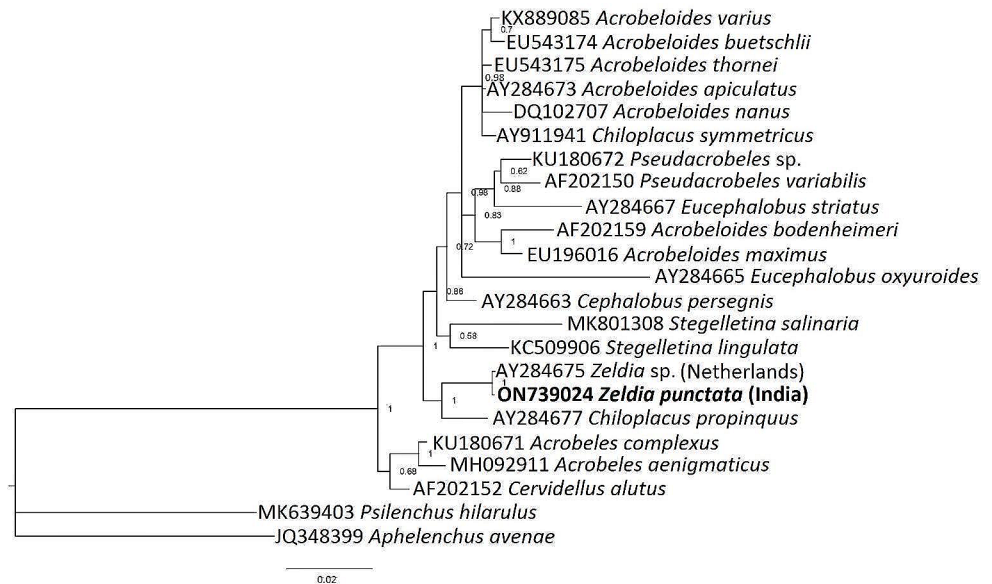 KX889085 Acrobeloides varius
0.7
EU543174 Acrobeloides buetschlii
EU543175 Acrobeloides thornei
0.98
AY284673 Acrobeloides apiculatus
DQ102707 Acrobeloides nanus
AY911941 Chiloplacus symmetricus
KU180672 Pseudacrobeles sp.
0.62
AF202150 Pseudacrobeles variabilis
0.98 0.88
AY284667 Eucephalobus striatus
0.83
AF202159 Acrobeloides bodenheimeri
0.72 1
EU196016 Acrobeloides maximus
AY284665 Eucephalobus oxyuroides
0.86
AY284663 Cephalobus persegnis
MK801308 Stegelletina salinaria
1 0.58
KC509906 Stegelletina lingulata
AY284675 Zeldia sp. (Netherlands)
1
ON739024 Zeldia punctata (India)
1
AY284677 Chiloplacus propinquus
1
KU180671 Acrobeles complexus
1
MH092911 Acrobeles aenigmaticus
0.68
AF202152 Cervidellus alutus
MK639403 Psilenchus hilarulus
JQ348399 Aphelenchus avenae
0.02